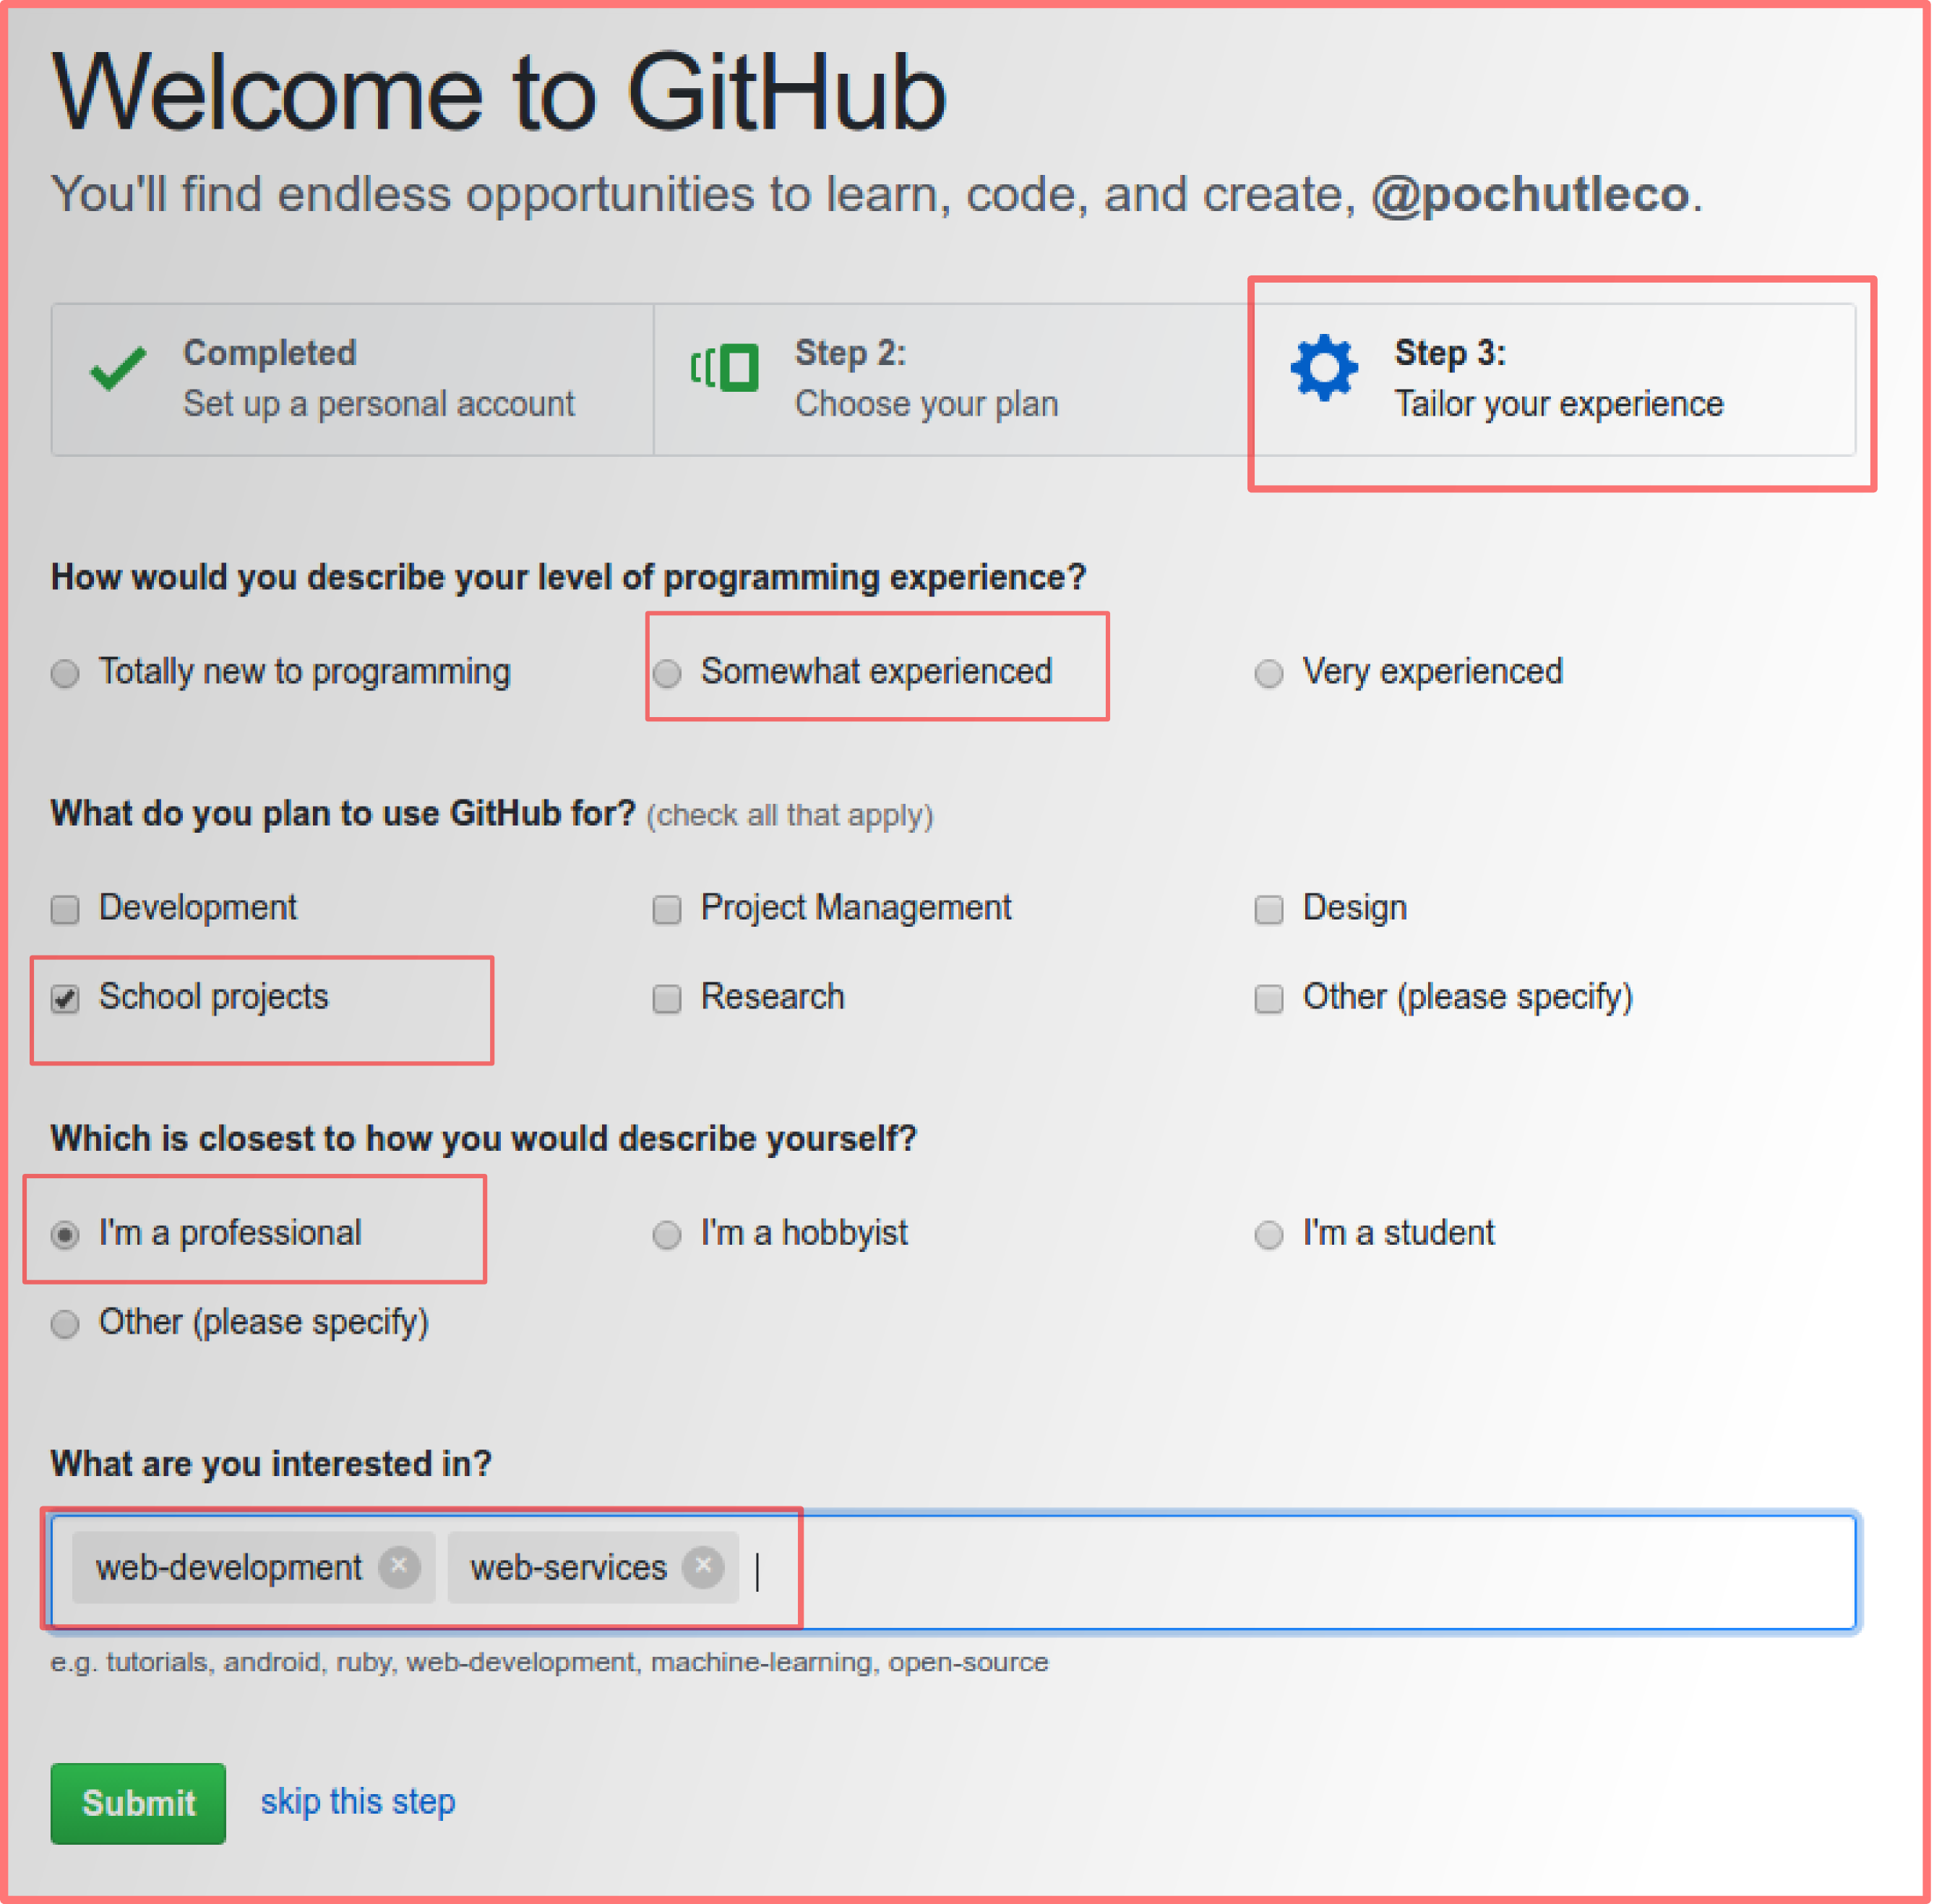 Welcome to GitHub
You'll find endless opportunities to learn, code, and create, @pochutleco.
Completed
Set up a personal account
Step 2:
Choose your plan
Step 3:
Tailor your experience
How would you describe your level of programming experience?
Totally new to programming
Somewhat experienced
Very experienced
What do you plan to use GitHub for? (check all that apply)
Development
Project Management
Design
School projects
Research
Other (please specify)
Which is closest to how you would describe yourself?
I'm a professional
I'm a hobbyist
I'm a student
Other (please specify)
What are you interested in?
web-development
web-services
e.g. tutorials, android, ruby, web-development, machine-learning, open-source
Submit
skip this step